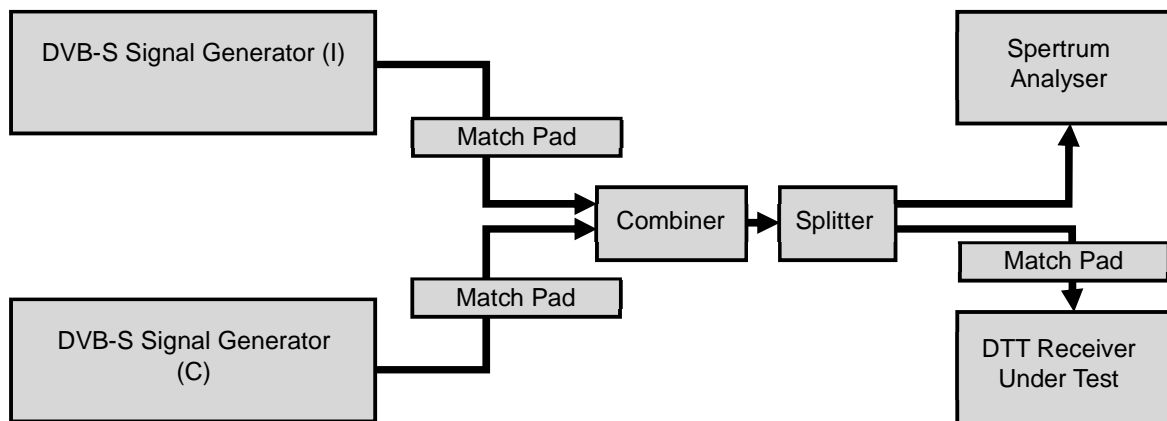 DVB-S Signal Generator (I)
Spertrum
Analyser
Match Pad
Combiner
Splitter
Match Pad
Match Pad
DVB-S Signal Generator
(C)
DTT Receiver
Under Test